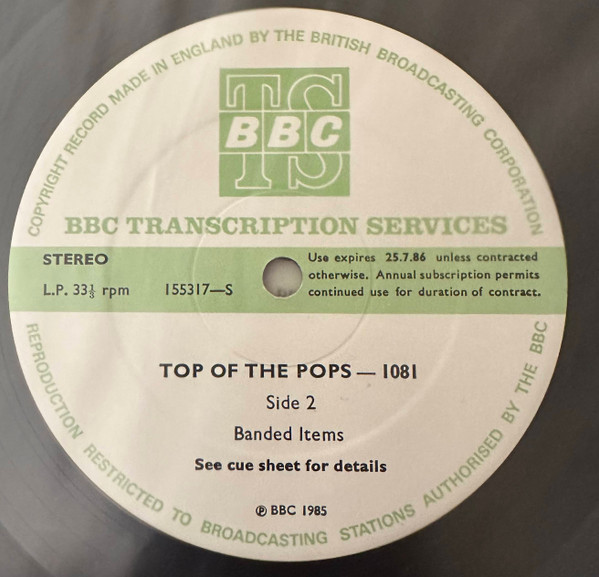 COPYRIGHT RECORD MADE IN ENGLAND BY THE BRITISH BROADCASTING CORPORATION
TS
BBC
BBC TRANSCRIPTION SERVICES
STEREO
L.P. 33⅓ rpm 155317—S
Use expires 25.7.86 unless contracted
otherwise. Annual subscription permits
continued use for duration of contract.
TOP OF THE POPS — 1081
Side 2
Banded Items
See cue sheet for details
℗ BBC 1985
REPRODUCTION RESTRICTED TO BROADCASTING STATIONS AUTHORISED BY THE BBC